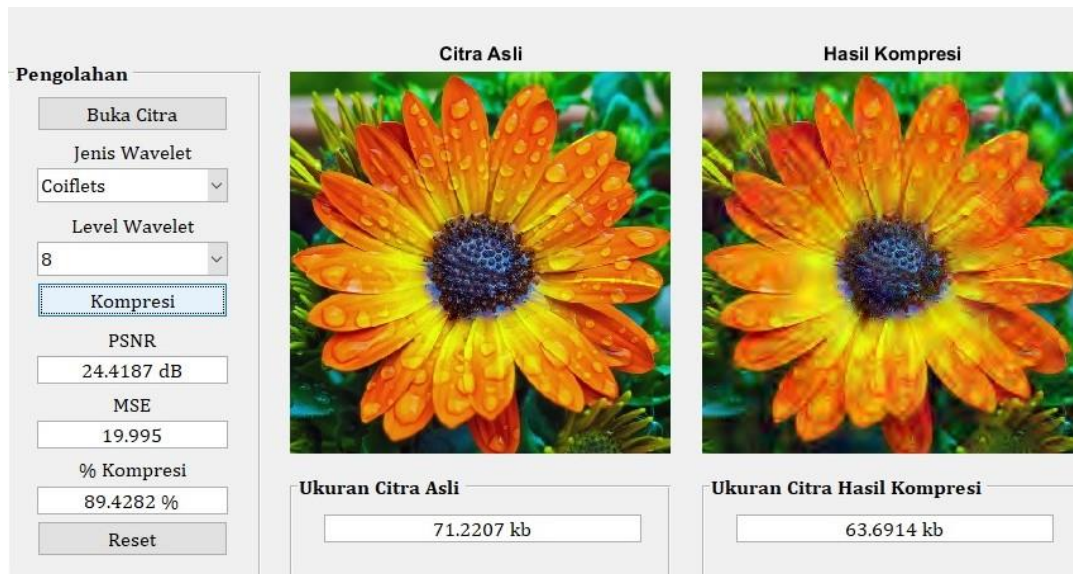 Pengolahan
Buka Citra
Jenis Wavelet
Coiflets
Level Wavelet
8
Kompresi
PSNR
24.4187 dB
MSE
19.995
% Kompresi
89.4282 %
Reset
Citra Asli
Ukuran Citra Asli
71.2207 kb
Hasil Kompresi
Ukuran Citra Hasil Kompresi
63.6914 kb